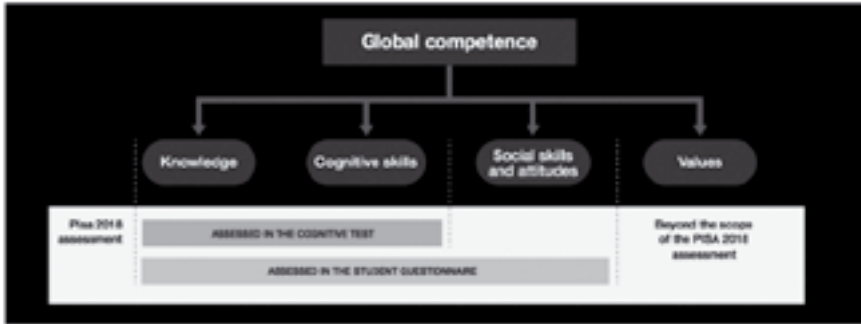 Global competence
Knowledge
Cognitive skills
Social skills
and attitudes
Values
Pisa 2018
assessment
ASSESSED IN THE COGNITIVE TEST
ASSESSED IN THE STUDENT QUESTIONNAIRE
Beyond the scope
of the PISA 2018
assessment